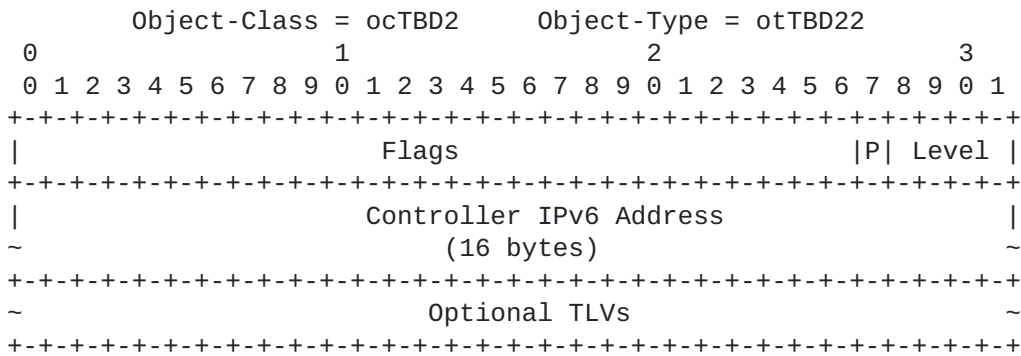 Object-Class = ocTBD2     Object-Type = otTBD22
 0                   1                   2                   3
 0 1 2 3 4 5 6 7 8 9 0 1 2 3 4 5 6 7 8 9 0 1 2 3 4 5 6 7 8 9 0 1
+-+-+-+-+-+-+-+-+-+-+-+-+-+-+-+-+-+-+-+-+-+-+-+-+-+-+-+-+-+-+-+-+
|                       Flags                         |P| Level |
+-+-+-+-+-+-+-+-+-+-+-+-+-+-+-+-+-+-+-+-+-+-+-+-+-+-+-+-+-+-+-+-+
|                      Controller IPv6 Address                  |
~                           (16 bytes)                          ~
+-+-+-+-+-+-+-+-+-+-+-+-+-+-+-+-+-+-+-+-+-+-+-+-+-+-+-+-+-+-+-+-+
~                          Optional TLVs                        ~
+-+-+-+-+-+-+-+-+-+-+-+-+-+-+-+-+-+-+-+-+-+-+-+-+-+-+-+-+-+-+-+-+